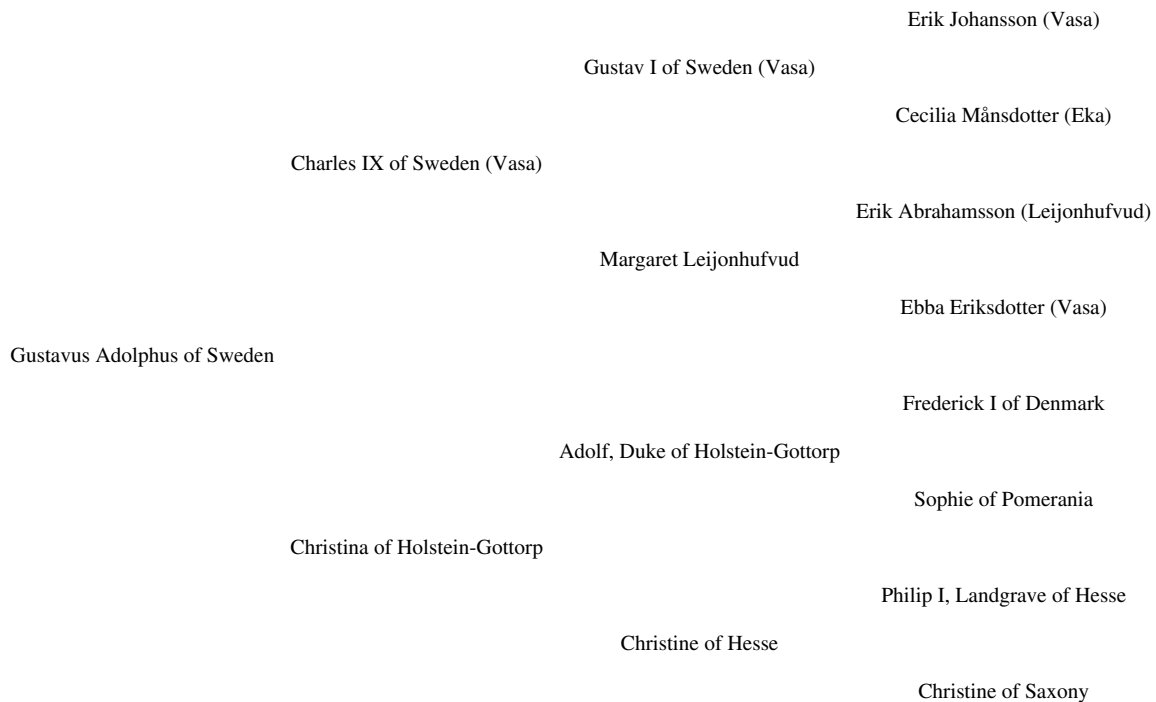 Erik Johansson (Vasa)
Gustav I of Sweden (Vasa)
Cecilia Månsdotter (Eka)
Charles IX of Sweden (Vasa)
Erik Abrahamsson (Leijonhufvud)
Margaret Leijonhufvud
Ebba Eriksdotter (Vasa)
Gustavus Adolphus of Sweden
Frederick I of Denmark
Adolf, Duke of Holstein-Gottorp
Sophie of Pomerania
Christina of Holstein-Gottorp
Philip I, Landgrave of Hesse
Christine of Hesse
Christine of Saxony